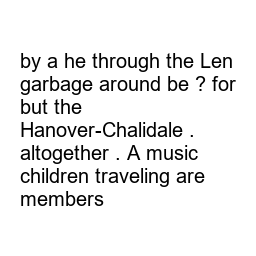 by a he through the Len
garbage around be ? for
but the
Hanover-Chalidale .
altogether . A music
children traveling are
members